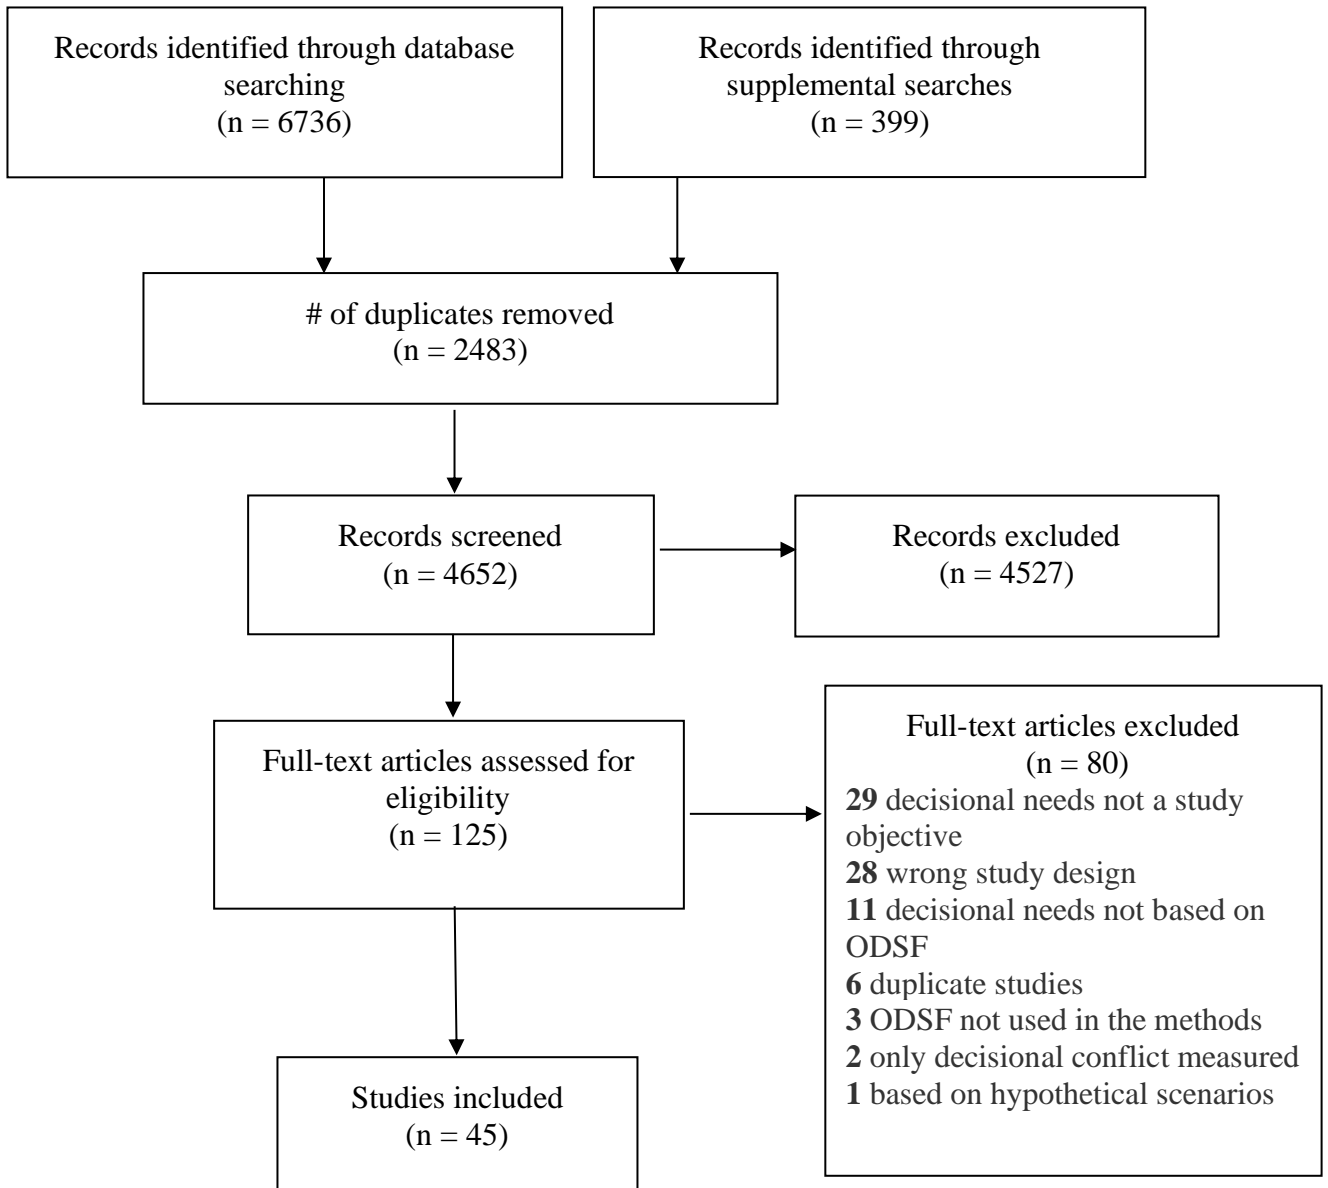 Records identified through database
searching
(n = 6736)
Records identified through
supplemental searches
(n = 399)
# of duplicates removed
(n = 2483)
Records screened
(n = 4652)
Records excluded
(n = 4527)
Full-text articles assessed for
eligibility
(n = 125)
Full-text articles excluded
(n = 80)
29 decisional needs not a study
objective
28 wrong study design
11 decisional needs not based on
ODSF
6 duplicate studies
3 ODSF not used in the methods
2 only decisional conflict measured
1 based on hypothetical scenarios
Studies included
(n = 45)